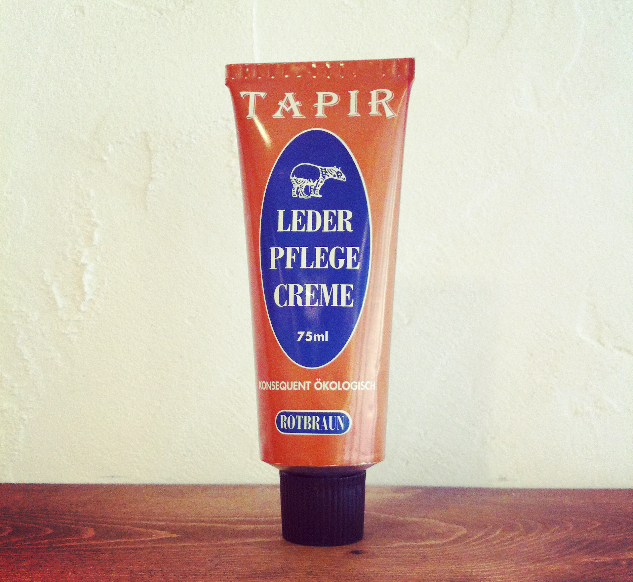 TAPIR
LEDER
PFLEGE
CREME
75ml
KONSEQUENT ÖKOLOGISCH
ROTBRAUN